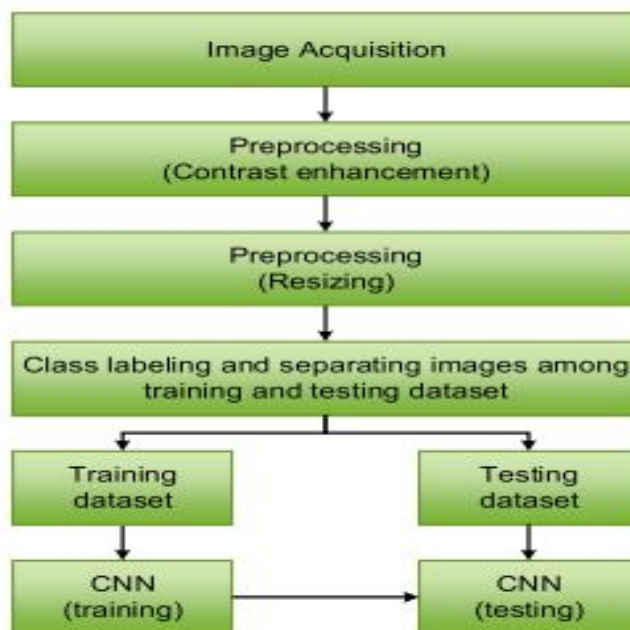 Image Acquisition
Preprocessing
(Contrast enhancement)
Preprocessing
(Resizing)
Class labeling and separating images among
training and testing dataset
Training
dataset
Testing
dataset
CNN
(training)
CNN
(testing)